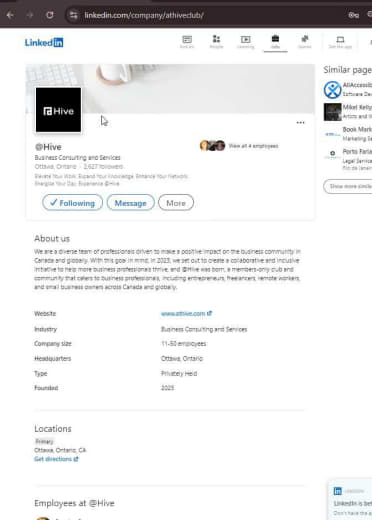 linkedin.com/company/athiveclub/
LinkedIn
Articles People Learning Jobs Games Get the app
Hive
@Hive
Business Consulting and Services
Ottawa, Ontario · 2,627 followers
Elevate Your Work, Expand Your Knowledge, Enhance Your Network,
Energize Your Day, Experience @Hive.
View all 4 employees
✓ Following
Message
More
Similar page
AllAccessib
Software De
Mikel Kelly
Artists and W
Book Mark
Marketing Se
Porto Faria
Legal Service
Rio de Janeir
Show more simila
About us
We are a diverse team of professionals driven to make a positive impact on the business community in
Canada and globally. With this goal in mind, in 2023, we set out to create a collaborative and inclusive
initiative to help more business professionals thrive, and @Hive was born, a members-only club and
community that caters to business professionals, including entrepreneurs, freelancers, remote workers,
and small business owners across Canada and globally.
Website www.athive.com
Industry Business Consulting and Services
Company size 11-50 employees
Headquarters Ottawa, Ontario
Type Privately Held
Founded 2023
Locations
Primary
Ottawa, Ontario, CA
Get directions
Employees at @Hive
LinkedIn is bet
Don't have the a